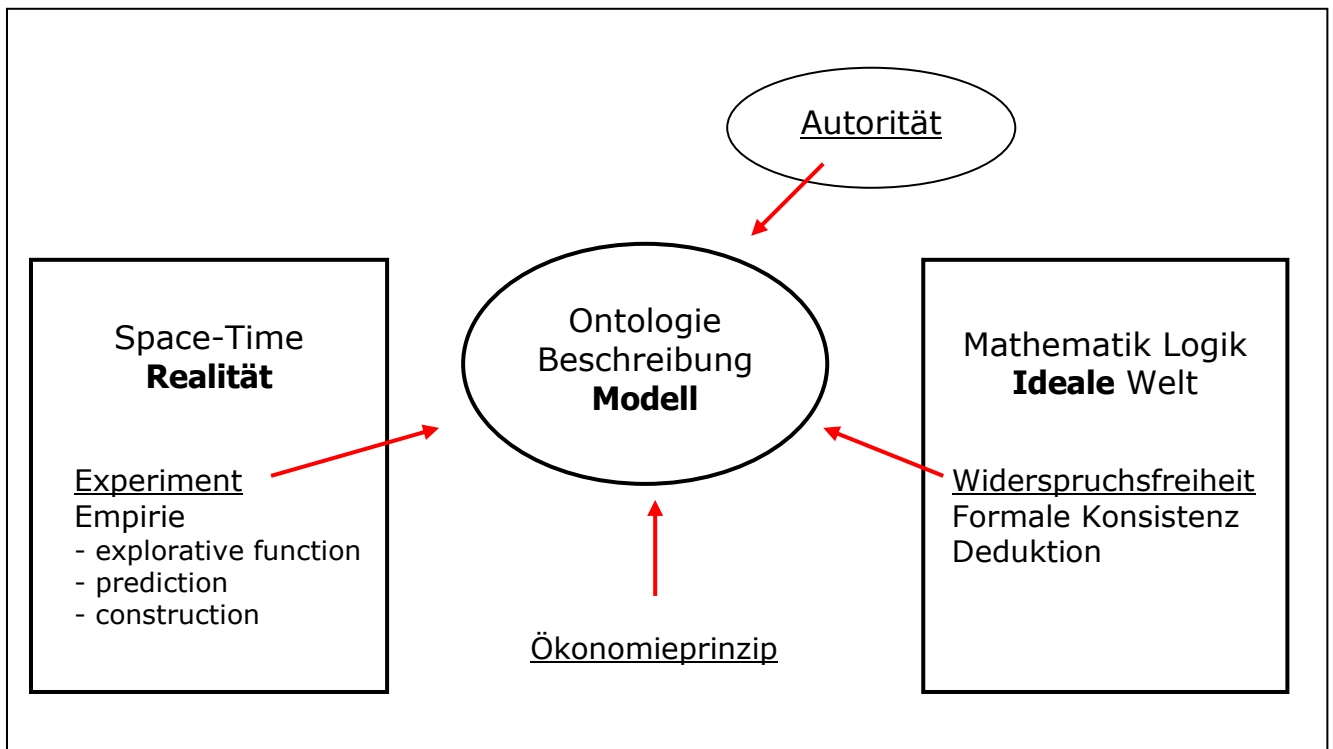 Autorität
Space-Time
Realität
Experiment
Empirie
- explorative function
- prediction
- construction
Ontologie
Beschreibung
Modell
Ökonomieprinzip
Mathematik Logik
Ideale Welt
Widerspruchsfreiheit
Formale Konsistenz
Deduktion